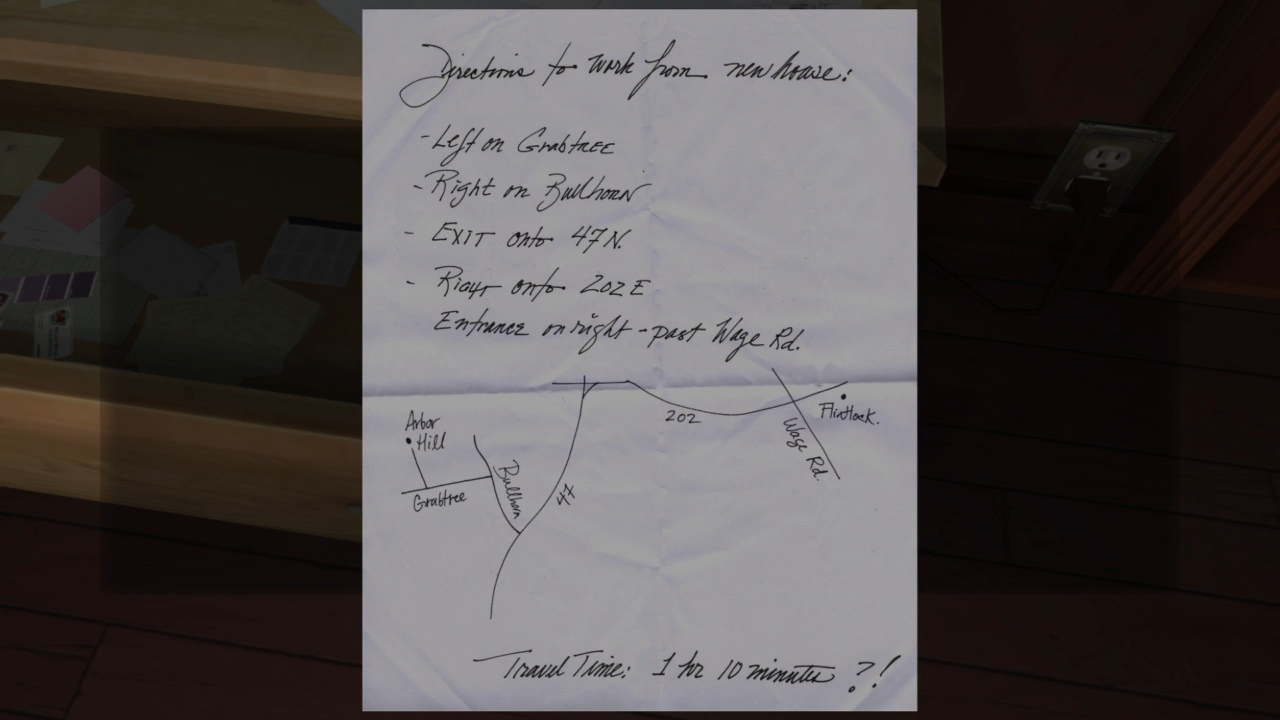 Directions to work from new house:
- Left on Grabtree
- Right on Bullhorn
- Exit onto 47 N.
- Right onto 202 E
Entrance on right - past Wage Rd.
Arbor
Hill
Grabtree
Bullhorn
47
202
Wage Rd.
Flintlock.
Travel Time: 1 hr 10 minutes ?!